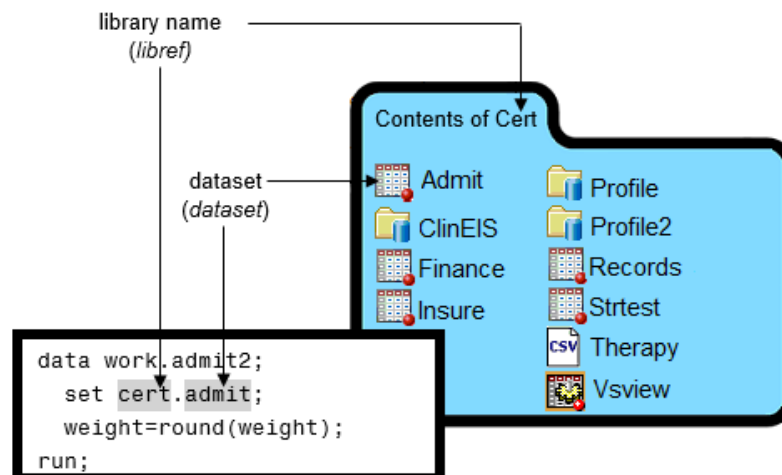 library name
(libref)
Contents of Cert
dataset
(dataset)
Admit
ClinEIS
Finance
Insure
Profile
Profile2
Records
Strtest
CSV
Therapy
Vsview
data work.admit2;
set cert.admit;
weight=round(weight);
run;